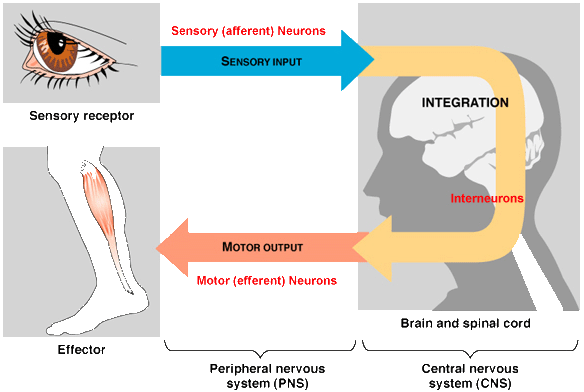 Sensory (afferent) Neurons
SENSORY INPUT
Sensory receptor
INTEGRATION
Interneurons
MOTOR OUTPUT
Motor (efferent) Neurons
Brain and spinal cord
Effector
Peripheral nervous
system (PNS)
Central nervous
system (CNS)